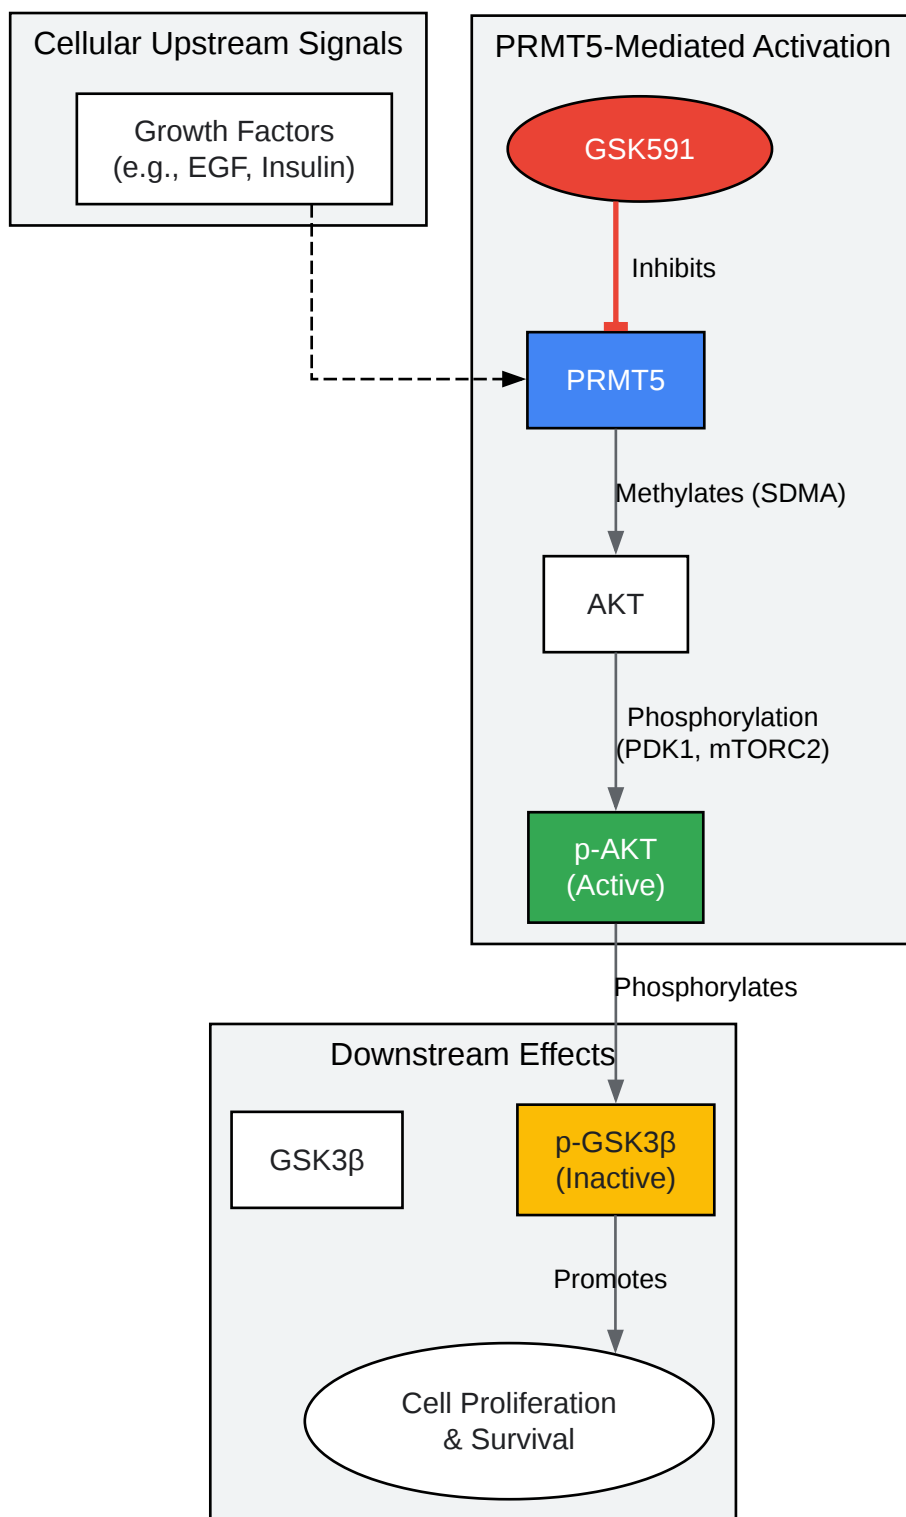 Cellular Upstream Signals
Growth Factors
(e.g., EGF, Insulin)
PRMT5-Mediated Activation
GSK591
Inhibits
PRMT5
Methylates (SDMA)
AKT
Phosphorylation
(PDK1, mTORC2)
p-AKT
(Active)
Phosphorylates
Downstream Effects
GSK3β
p-GSK3β
(Inactive)
Promotes
Cell Proliferation
& Survival